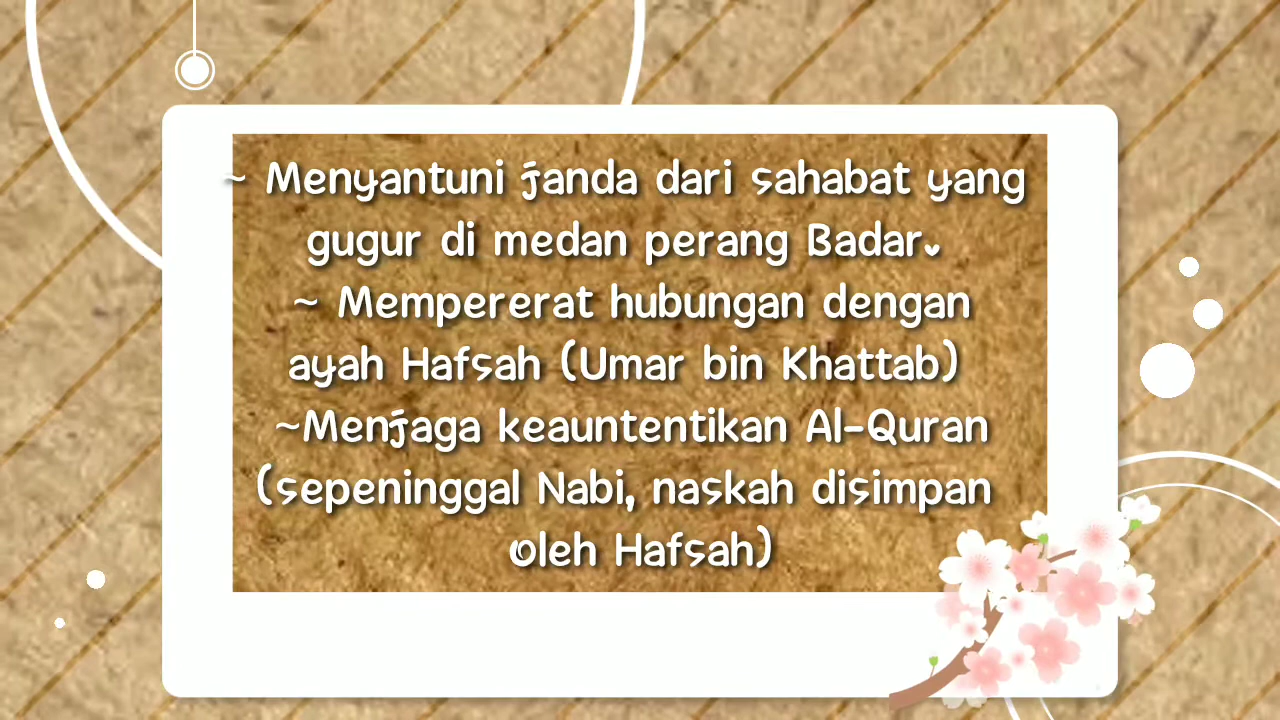 ~ Menyantuni janda dari sahabat yang
gugur di medan perang Badar.
~ Mempererat hubungan dengan
ayah Hafsah (Umar bin Khattab)
~Menjaga keauntentikan Al-Quran
(sepeninggal Nabi, naskah disimpan
oleh Hafsah)